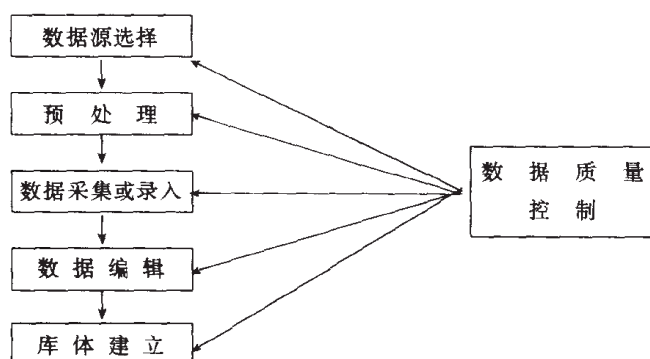 数据源选择
预处理
数据采集或录入
数据编辑
库体建立
数据质量
控制